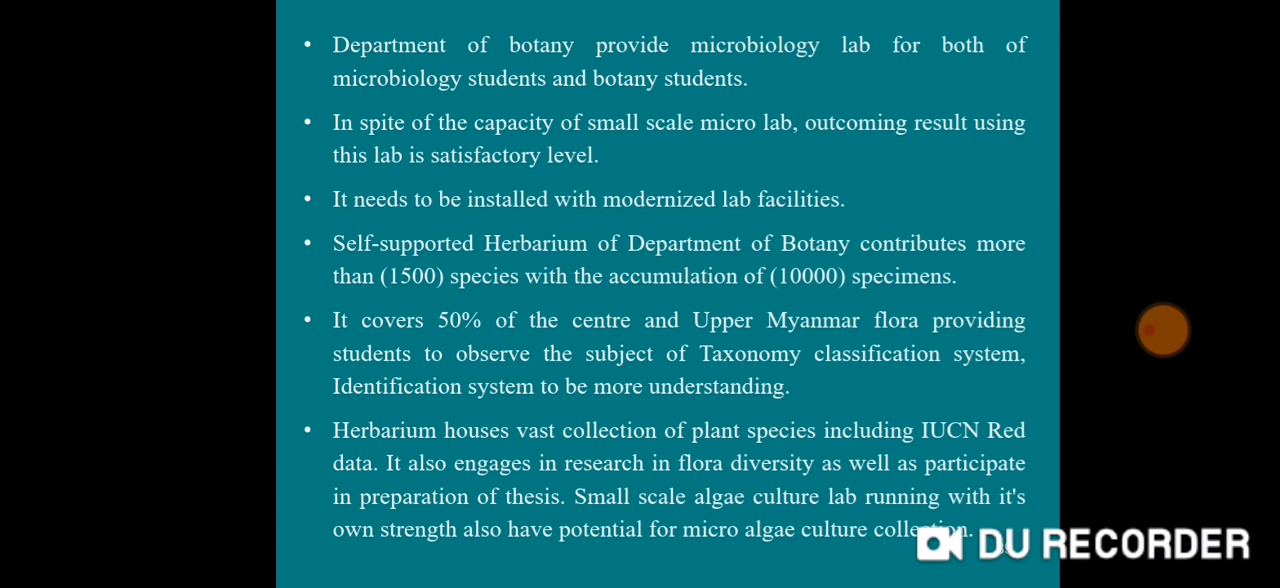 • Department of botany provide microbiology lab for both of
microbiology students and botany students.
• In spite of the capacity of small scale micro lab, outcoming result using
this lab is satisfactory level.
• It needs to be installed with modernized lab facilities.
• Self-supported Herbarium of Department of Botany contributes more
than (1500) species with the accumulation of (10000) specimens.
• It covers 50% of the centre and Upper Myanmar flora providing
students to observe the subject of Taxonomy classification system,
Identification system to be more understanding.
• Herbarium houses vast collection of plant species including IUCN Red
data. It also engages in research in flora diversity as well as participate
in preparation of thesis. Small scale algae culture lab running with it's
own strength also have potential for micro algae culture collection.
DU RECORDER